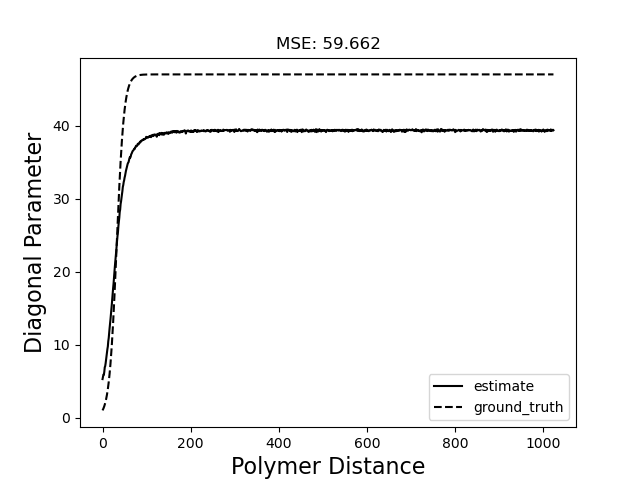 MSE: 59.662
Diagonal Parameter
40
30
20
10
0
estimate
ground_truth
0 200 400 600 800 1000
Polymer Distance